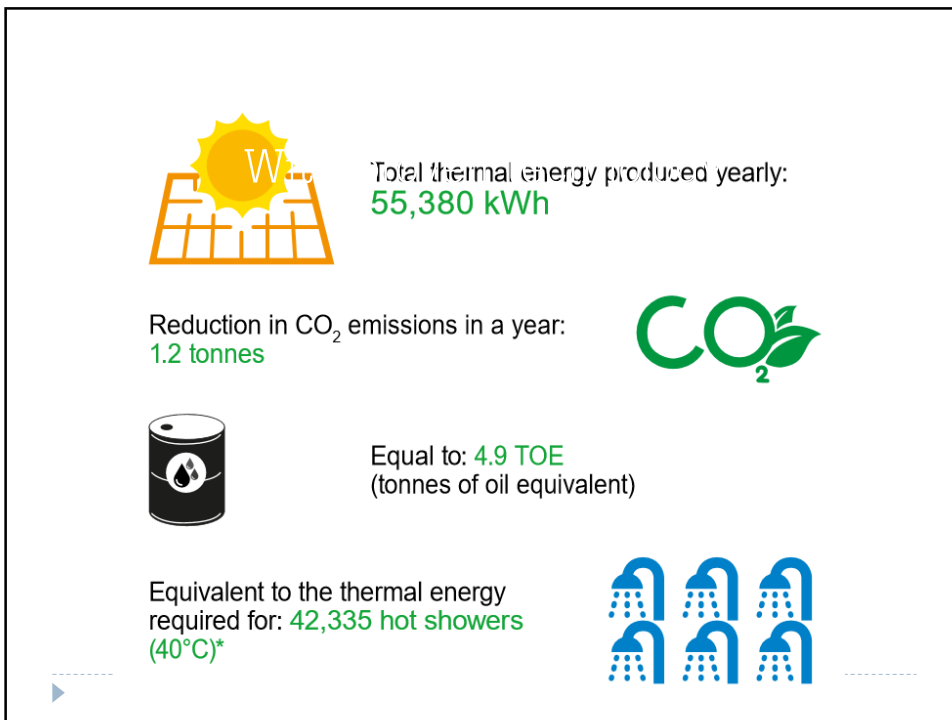 Total thermal energy produced yearly:
55,380 kWh
Reduction in CO₂ emissions in a year:
1.2 tonnes
CO₂
Equal to: 4.9 TOE
(tonnes of oil equivalent)
Equivalent to the thermal energy
required for: 42,335 hot showers
(40°C)*